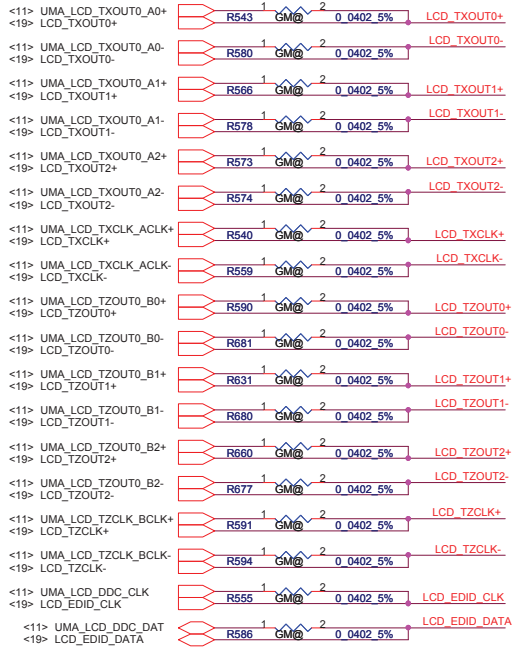 <11> UMA_LCD_TXOUT0_A0+ 1 2 LCD_TXOUT0+
<19> LCD_TXOUT0+ R543 GM@ 0_0402_5%
<11> UMA_LCD_TXOUT0_A0- 1 2 LCD_TXOUT0-
<19> LCD_TXOUT0- R580 GM@ 0_0402_5%
<11> UMA_LCD_TXOUT0_A1+ 1 2
<19> LCD_TXOUT1+ R566 GM@ 0_0402_5% LCD_TXOUT1+
<11> UMA_LCD_TXOUT0_A1- 1 2 LCD_TXOUT1-
<19> LCD_TXOUT1- R578 GM@ 0_0402_5%
<11> UMA_LCD_TXOUT0_A2+ 1 2
<19> LCD_TXOUT2+ R573 GM@ 0_0402_5% LCD_TXOUT2+
<11> UMA_LCD_TXOUT0_A2- 1 2 LCD_TXOUT2-
<19> LCD_TXOUT2- R574 GM@ 0_0402_5%
<11> UMA_LCD_TXCLK_ACLK+ 1 2
<19> LCD_TXCLK+ R540 GM@ 0_0402_5% LCD_TXCLK+
<11> UMA_LCD_TXCLK_ACLK- 1 2 LCD_TXCLK-
<19> LCD_TXCLK- R559 GM@ 0_0402_5%
<11> UMA_LCD_TZOUT0_B0+ 1 2
<19> LCD_TZOUT0+ R590 GM@ 0_0402_5% LCD_TZOUT0+
<11> UMA_LCD_TZOUT0_B0- 1 2 LCD_TZOUT0-
<19> LCD_TZOUT0- R681 GM@ 0_0402_5%
<11> UMA_LCD_TZOUT0_B1+ 1 2
<19> LCD_TZOUT1+ R631 GM@ 0_0402_5% LCD_TZOUT1+
<11> UMA_LCD_TZOUT0_B1- 1 2 LCD_TZOUT1-
<19> LCD_TZOUT1- R680 GM@ 0_0402_5%
<11> UMA_LCD_TZOUT0_B2+ 1 2
<19> LCD_TZOUT2+ R660 GM@ 0_0402_5% LCD_TZOUT2+
<11> UMA_LCD_TZOUT0_B2- 1 2 LCD_TZOUT2-
<19> LCD_TZOUT2- R677 GM@ 0_0402_5%
<11> UMA_LCD_TZCLK_BCLK+ 1 2 LCD_TZCLK+
<19> LCD_TZCLK+ R591 GM@ 0_0402_5%
<11> UMA_LCD_TZCLK_BCLK- 1 2 LCD_TZCLK-
<19> LCD_TZCLK- R594 GM@ 0_0402_5%
<11> UMA_LCD_DDC_CLK 1 2
<19> LCD_EDID_CLK R555 GM@ 0_0402_5% LCD_EDID_CLK
<11> UMA_LCD_DDC_DAT 1 2 LCD_EDID_DATA
<19> LCD_EDID_DATA R586 GM@ 0_0402_5%